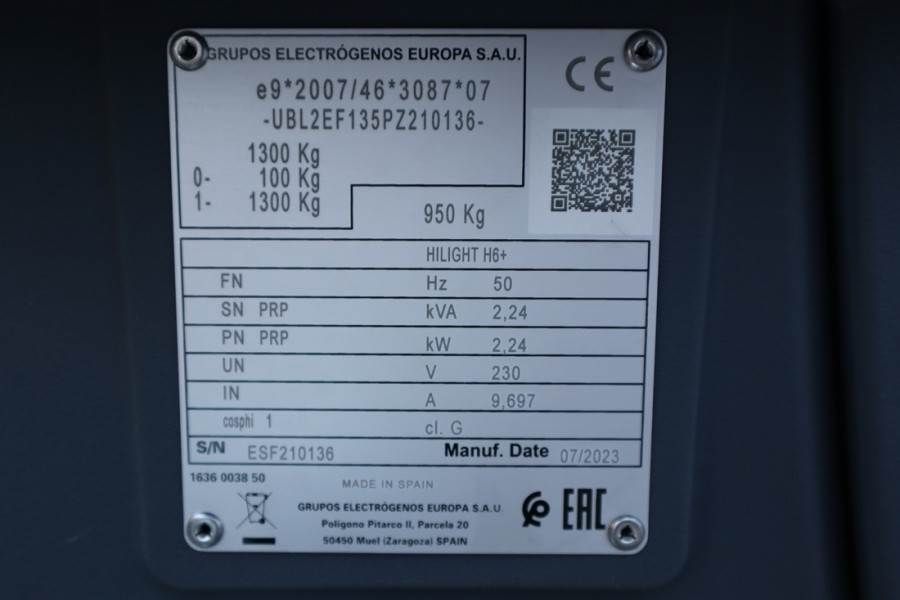 GRUPOS ELECTRÓGENOS EUROPA S.A.U.
CE
e9*2007/46*3087*07
-UBL2EF135PZ210136-
1300 Kg
0- 100 Kg
1- 1300 Kg
950 Kg
HILIGHT H6+
FN Hz 50
SN PRP kVA 2,24
PN PRP kW 2,24
UN V 230
IN A 9,697
cosphi 1 cl. G
S/N ESF210136 Manuf. Date 07/2023
1636 0038 50
MADE IN SPAIN
GRUPOS ELECTRÓGENOS EUROPA S.A.U
Polígono Pitarco II, Parcela 20
50450 Muel (Zaragoza) SPAIN
EAC